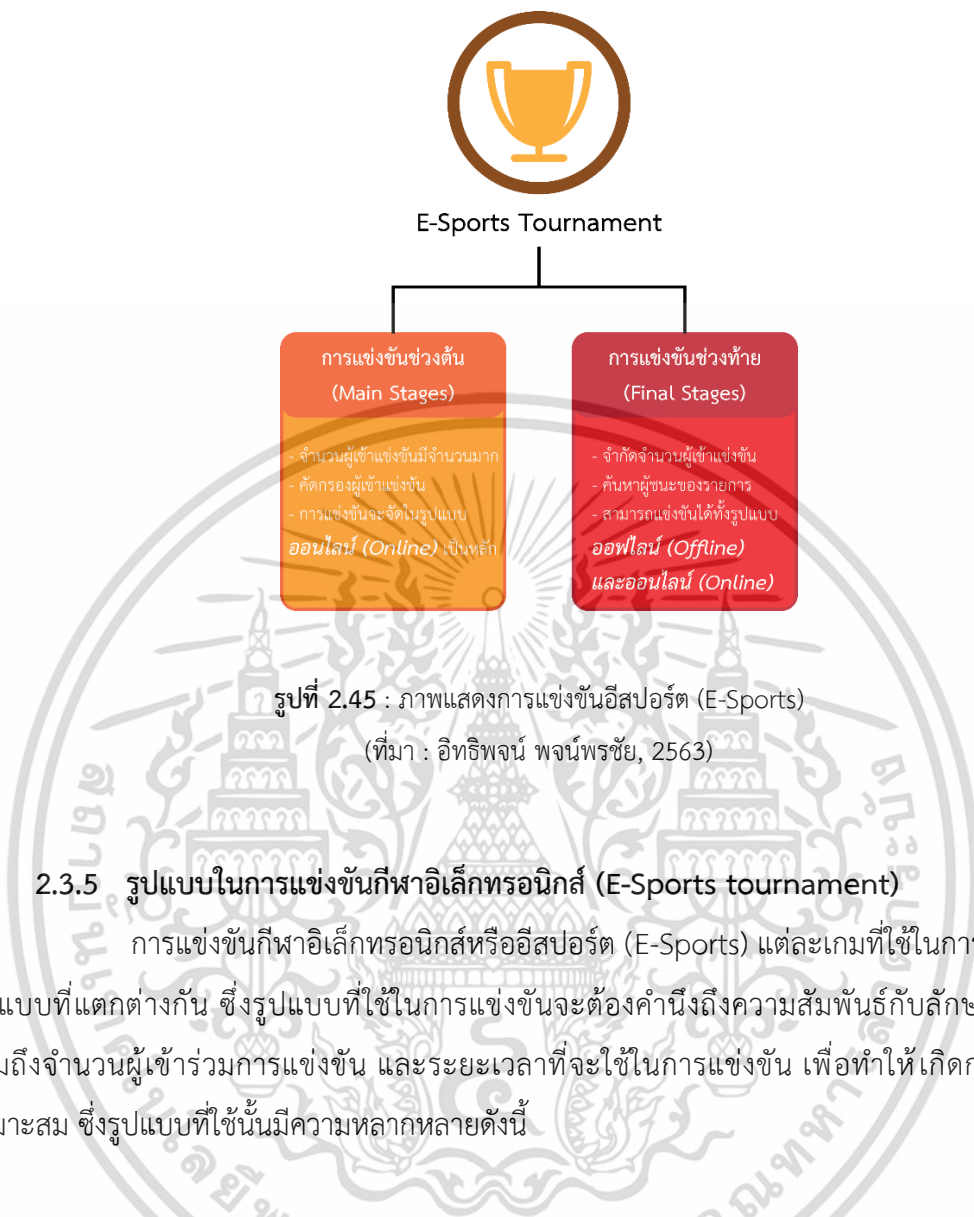 E-Sports Tournament
การแข่งขันช่วงต้น
(Main Stages)
- จำนวนผู้เข้าแข่งขันมีจำนวนมาก
- คัดกรองผู้เข้าแข่งขัน
- การแข่งขันจะจัดในรูปแบบ
ออนไลน์ (Online) เป็นหลัก
การแข่งขันช่วงท้าย
(Final Stages)
- จำกัดจำนวนผู้เข้าแข่งขัน
- ค้นหาผู้ชนะของรายการ
- สามารถแข่งขันได้ทั้งรูปแบบ
ออฟไลน์ (Offline)
และออนไลน์ (Online)
รูปที่ 2.45 : ภาพแสดงการแข่งขันอีสปอร์ต (E-Sports)
(ที่มา : อิทธิพจน์ พจน์พรชัย, 2563)
2.3.5 รูปแบบในการแข่งขันกีฬาอิเล็กทรอนิกส์ (E-Sports tournament)
การแข่งขันกีฬาอิเล็กทรอนิกส์หรืออีสปอร์ต (E-Sports) แต่ละเกมที่ใช้ในการ
แบบที่แตกต่างกัน ซึ่งรูปแบบที่ใช้ในการแข่งขันจะต้องคำนึงถึงความสัมพันธ์กับลักษ
มถึงจำนวนผู้เข้าร่วมการแข่งขัน และระยะเวลาที่จะใช้ในการแข่งขัน เพื่อทำให้เกิดก
มาะสม ซึ่งรูปแบบที่ใช้นั้นมีความหลากหลายดังนี้